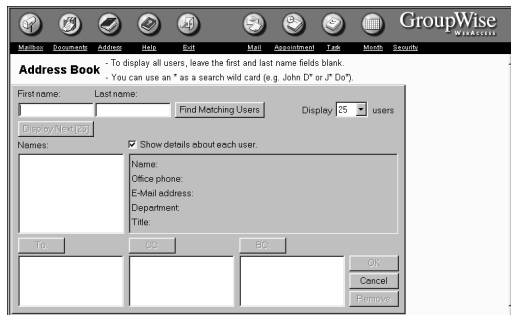 GroupWise
WebAccess
Mailbox Documents Address Help Exit Mail Appointment Task Month Security
Address Book
- To display all users, leave the first and last name fields blank.
- You can use an * as a search wild card (e.g. John D* or J* Do*).
First name: Last name:
Find Matching Users Display 25 users
Display Next (25)
Names: Show details about each user.
Name:
Office phone:
E-Mail address:
Department:
Title:
To: CC: BC:
OK
Cancel
Remove